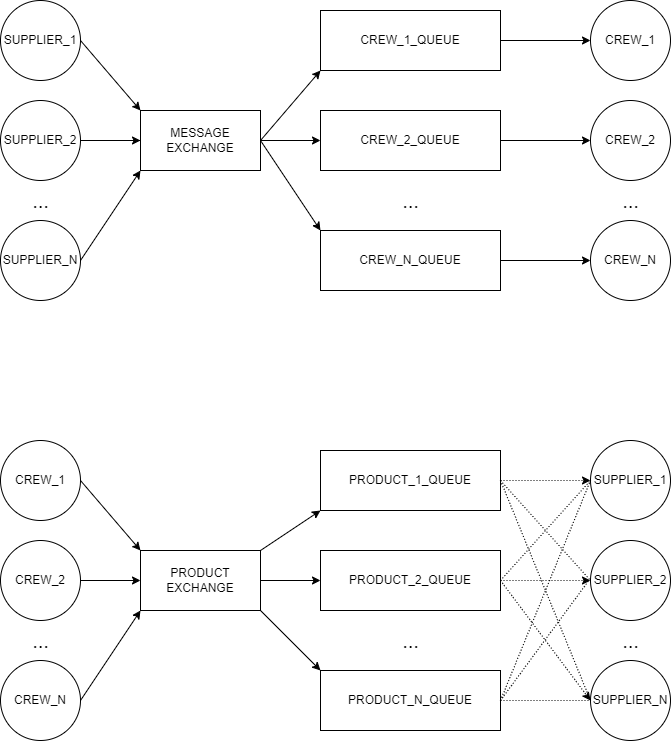 SUPPLIER_1
CREW_1_QUEUE
CREW_1
SUPPLIER_2
MESSAGE
EXCHANGE
CREW_2_QUEUE
CREW_2
...
...
...
SUPPLIER_N
CREW_N_QUEUE
CREW_N
CREW_1
PRODUCT_1_QUEUE
SUPPLIER_1
CREW_2
PRODUCT
EXCHANGE
PRODUCT_2_QUEUE
SUPPLIER_2
...
...
...
CREW_N
PRODUCT_N_QUEUE
SUPPLIER_N